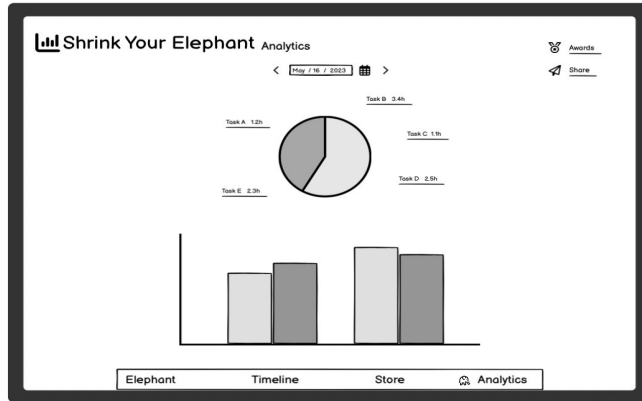 Shrink Your Elephant Analytics
Awards
May / 16 / 2023
Share
Task B 3.4h
Task A 1.2h
Task C 1.1h
Task D 2.5h
Task E 2.3h
Elephant Timeline Store Analytics